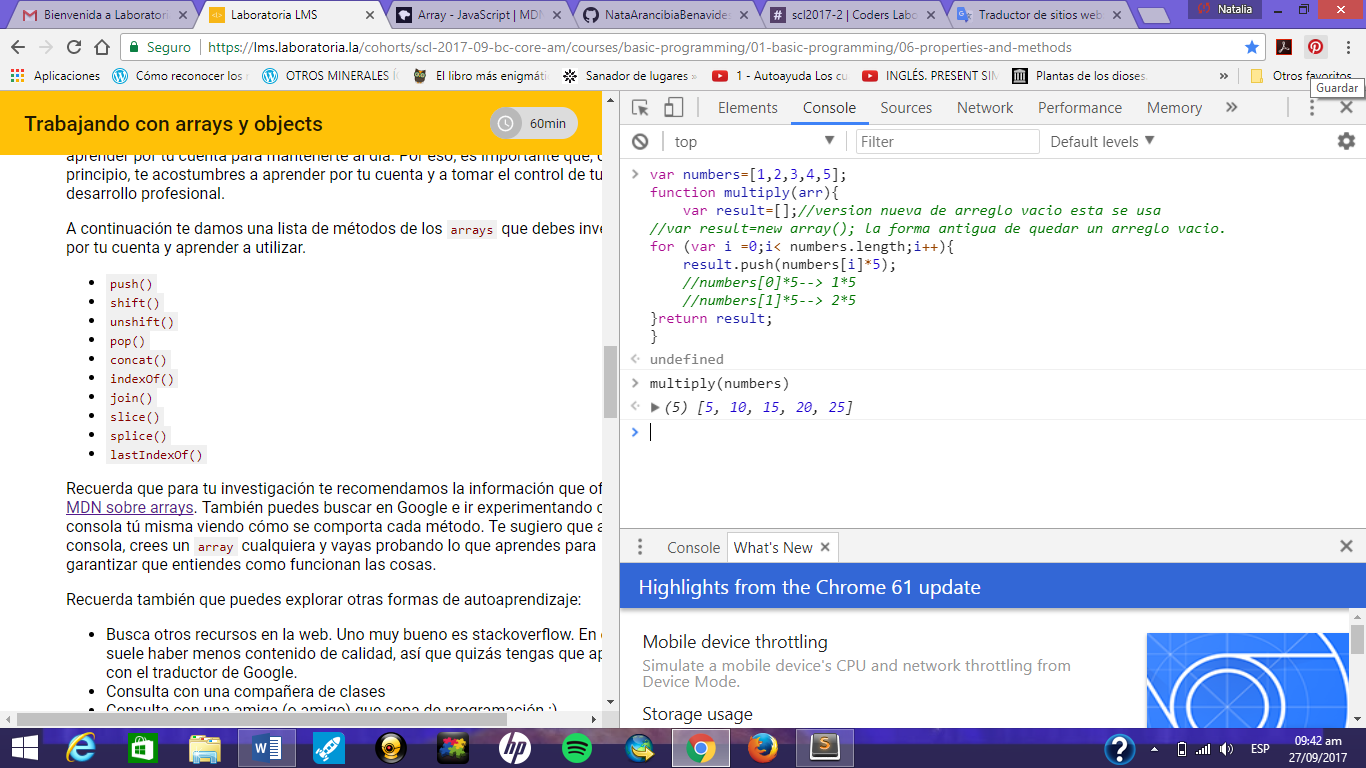 Bienvenida a Laboratori
Laboratoria LMS
Array - JavaScript | MDN
NataArancibiaBenavides
scl2017-2 | Coders Lab
Traductor de sitios web
Natalia
Seguro
https://lms.laboratoria.la/cohorts/scl-2017-09-bc-core-am/courses/basic-programming/01-basic-programming/06-properties-and-methods
Aplicaciones
Cómo reconocer los
OTROS MINERALES
El libro más enigmáti
Sanador de lugares »
1 - Autoayuda Los cu
INGLÉS. PRESENT SIM
Plantas de los dioses.
»
Otros favoritos
Guardar
Trabajando con arrays y objects
60min
aprender por tu cuenta para mantenerte al día. Por eso, es importante que,
principio, te acostumbres a aprender por tu cuenta y a tomar el control de tu
desarrollo profesional.
A continuación te damos una lista de métodos de los arrays que debes inve
por tu cuenta y aprender a utilizar.
push()
shift()
unshift()
pop()
concat()
indexOf()
join()
slice()
splice()
lastIndexOf()
Recuerda que para tu investigación te recomendamos la información que of
MDN sobre arrays. También puedes buscar en Google e ir experimentando
consola tú misma viendo cómo se comporta cada método. Te sugiero que a
consola, crees un array cualquiera y vayas probando lo que aprendes para
garantizar que entiendes como funcionan las cosas.
Recuerda también que puedes explorar otras formas de autoaprendizaje:
Busca otros recursos en la web. Uno muy bueno es stackoverflow. En
suele haber menos contenido de calidad, así que quizás tengas que ap
con el traductor de Google.
Consulta con una compañera de clases
Consulta con una amiga (o amigo) que sepa de programación :)
Elements
Console
Sources
Network
Performance
Memory
»
top
Filter
Default levels
var numbers=[1,2,3,4,5];
function multiply(arr){
var result=[];//version nueva de arreglo vacio esta se usa
//var result=new array(); la forma antigua de quedar un arreglo vacio.
for (var i =0;i< numbers.length;i++){
result.push(numbers[i]*5);
//numbers[0]*5--> 1*5
//numbers[1]*5--> 2*5
}return result;
}
undefined
multiply(numbers)
(5) [5, 10, 15, 20, 25]
Console
What's New
Highlights from the Chrome 61 update
Mobile device throttling
Simulate a mobile device's CPU and network throttling from
Device Mode.
Storage usage
ESP
09:42 am
27/09/2017